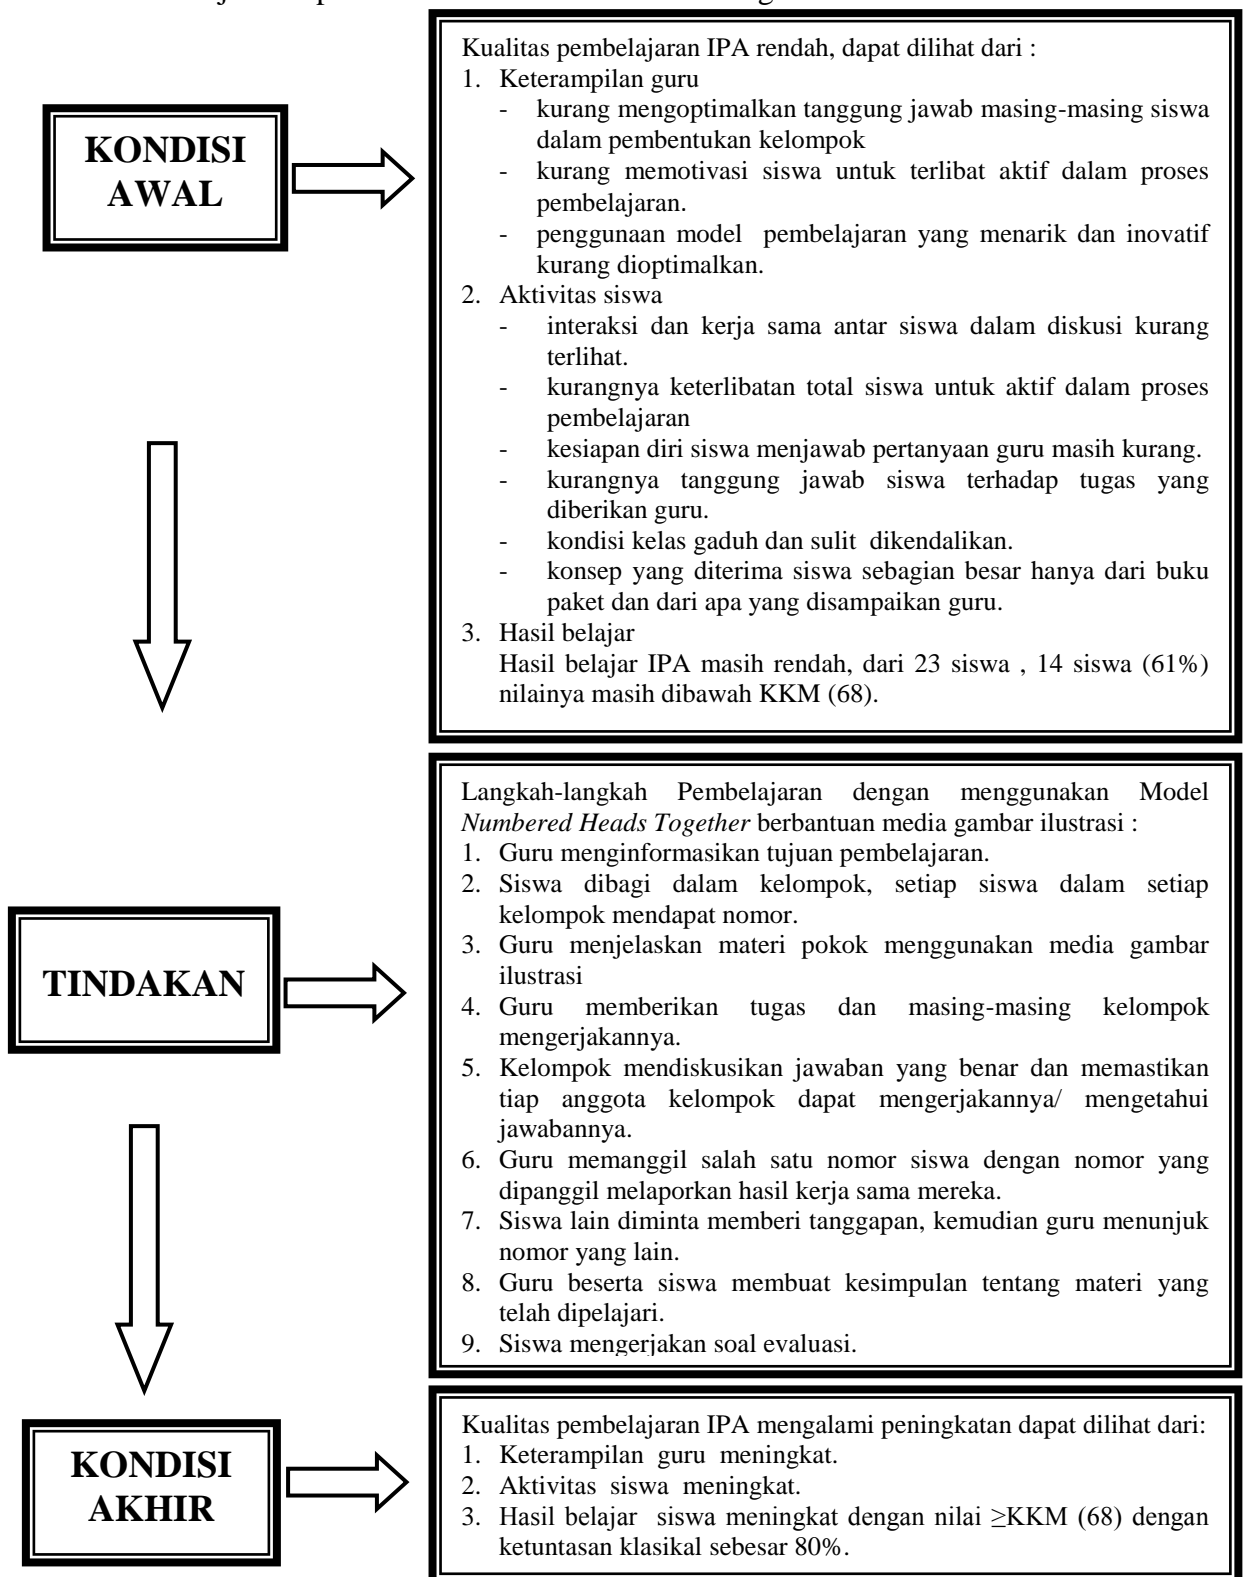 Kualitas pembelajaran IPA rendah, dapat dilihat dari :
1. Keterampilan guru
- kurang mengoptimalkan tanggung jawab masing-masing siswa
dalam pembentukan kelompok
- kurang memotivasi siswa untuk terlibat aktif dalam proses
pembelajaran.
- penggunaan model pembelajaran yang menarik dan inovatif
kurang dioptimalkan.
2. Aktivitas siswa
- interaksi dan kerja sama antar siswa dalam diskusi kurang
terlihat.
- kurangnya keterlibatan total siswa untuk aktif dalam proses
pembelajaran
- kesiapan diri siswa menjawab pertanyaan guru masih kurang.
- kurangnya tanggung jawab siswa terhadap tugas yang
diberikan guru.
- kondisi kelas gaduh dan sulit dikendalikan.
- konsep yang diterima siswa sebagian besar hanya dari buku
paket dan dari apa yang disampaikan guru.
3. Hasil belajar
Hasil belajar IPA masih rendah, dari 23 siswa , 14 siswa (61%)
nilainya masih dibawah KKM (68).
KONDISI
AWAL
Langkah-langkah Pembelajaran dengan menggunakan Model
Numbered Heads Together berbantuan media gambar ilustrasi :
1. Guru menginformasikan tujuan pembelajaran.
2. Siswa dibagi dalam kelompok, setiap siswa dalam setiap
kelompok mendapat nomor.
3. Guru menjelaskan materi pokok menggunakan media gambar
ilustrasi
4. Guru memberikan tugas dan masing-masing kelompok
mengerjakannya.
5. Kelompok mendiskusikan jawaban yang benar dan memastikan
tiap anggota kelompok dapat mengerjakannya/ mengetahui
jawabannya.
6. Guru memanggil salah satu nomor siswa dengan nomor yang
dipanggil melaporkan hasil kerja sama mereka.
7. Siswa lain diminta memberi tanggapan, kemudian guru menunjuk
nomor yang lain.
8. Guru beserta siswa membuat kesimpulan tentang materi yang
telah dipelajari.
9. Siswa mengerjakan soal evaluasi.
TINDAKAN
Kualitas pembelajaran IPA mengalami peningkatan dapat dilihat dari:
1. Keterampilan guru meningkat.
2. Aktivitas siswa meningkat.
3. Hasil belajar siswa meningkat dengan nilai ≥KKM (68) dengan
ketuntasan klasikal sebesar 80%.
KONDISI
AKHIR